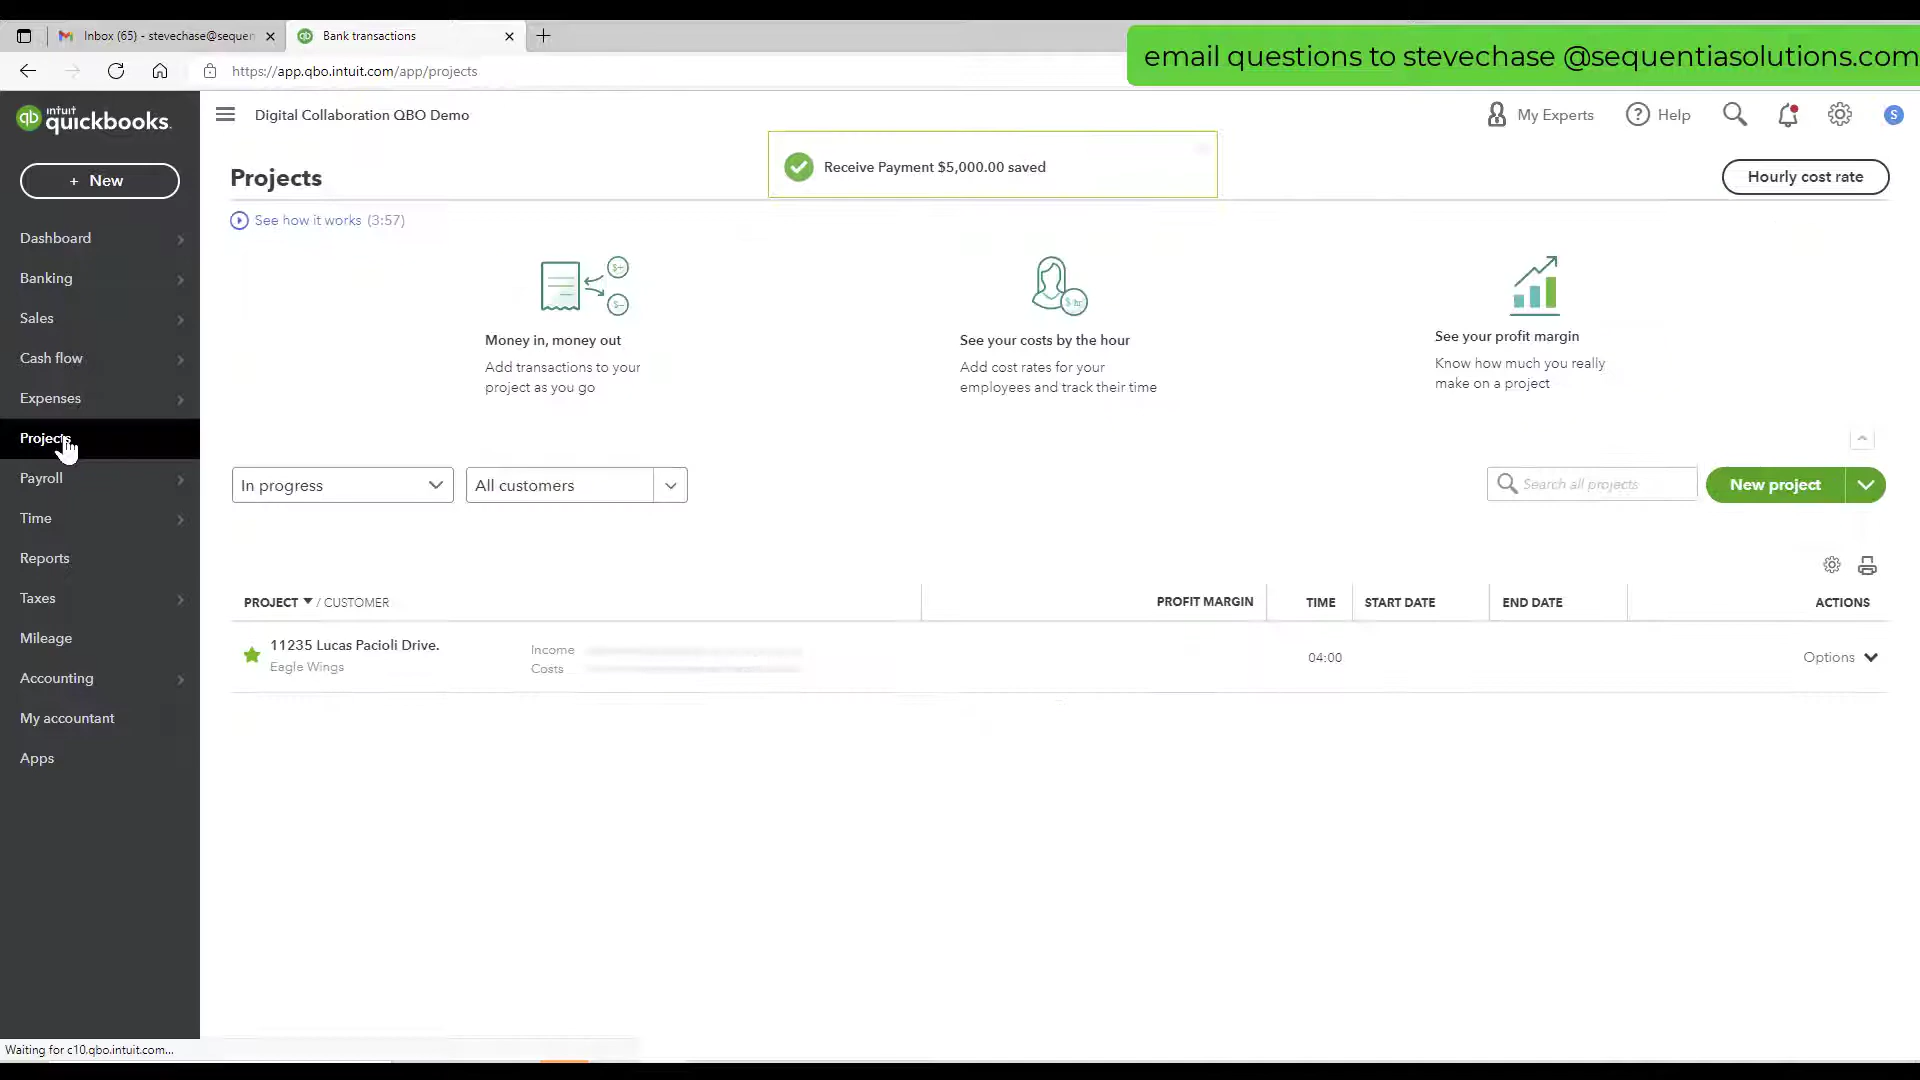 Inbox (65) - stevechase@sequen
Bank transactions
https://app.qbo.intuit.com/app/projects
email questions to stevechase @sequentiasolutions.com
qb intuit quickbooks.
Digital Collaboration QBO Demo
My Experts
? Help
S
+ New
Projects
Receive Payment $5,000.00 saved
Hourly cost rate
See how it works (3:57)
Dashboard
Banking
Sales
Cash flow
Expenses
Projects
Payroll
Time
Reports
Taxes
Mileage
Accounting
My accountant
Apps
$+
$-
$/hr
Money in, money out
Add transactions to your
project as you go
See your costs by the hour
Add cost rates for your
employees and track their time
See your profit margin
Know how much you really
make on a project
In progress
All customers
Search all projects
New project
PROJECT / CUSTOMER
PROFIT MARGIN
TIME
START DATE
END DATE
ACTIONS
11235 Lucas Pacioli Drive.
Eagle Wings
Income
Costs
04:00
Options
Waiting for c10.qbo.intuit.com...